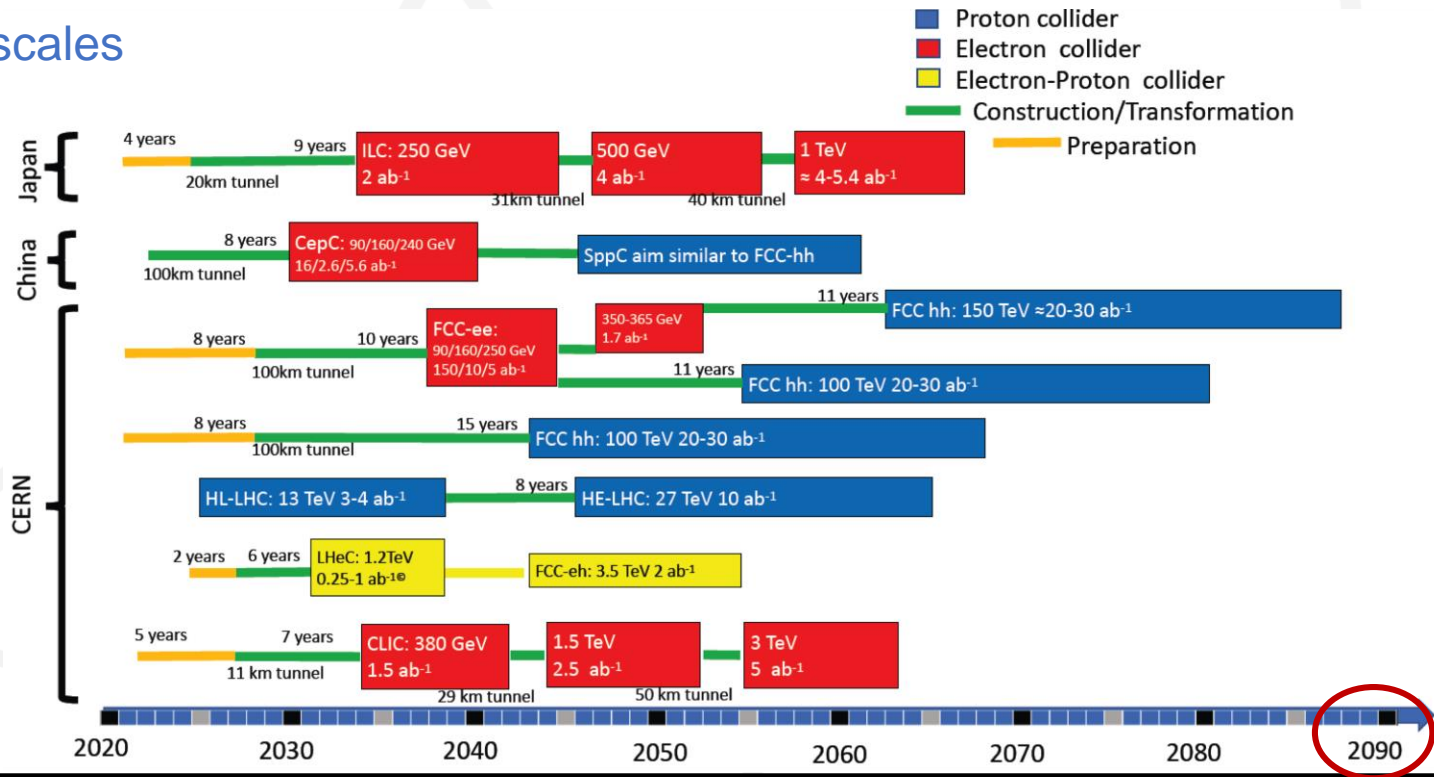 scales
Proton collider
Electron collider
Electron-Proton collider
Construction/Transformation
Preparation
Japan
4 years
9 years
20km tunnel
ILC: 250 GeV
2 ab-1
31km tunnel
500 GeV
4 ab-1
40 km tunnel
1 TeV
≈ 4-5.4 ab-1
China
8 years
100km tunnel
CepC: 90/160/240 GeV
16/2.6/5.6 ab-1
SppC aim similar to FCC-hh
CERN
8 years
10 years
100km tunnel
FCC-ee:
90/160/250 GeV
150/10/5 ab-1
350-365 GeV
1.7 ab-1
11 years
FCC hh: 150 TeV ≈20-30 ab-1
11 years
FCC hh: 100 TeV 20-30 ab-1
8 years
15 years
100km tunnel
FCC hh: 100 TeV 20-30 ab-1
HL-LHC: 13 TeV 3-4 ab-1
8 years
HE-LHC: 27 TeV 10 ab-1
2 years
6 years
LHeC: 1.2TeV
0.25-1 ab-1©
FCC-eh: 3.5 TeV 2 ab-1
5 years
7 years
11 km tunnel
CLIC: 380 GeV
1.5 ab-1
29 km tunnel
1.5 TeV
2.5 ab-1
50 km tunnel
3 TeV
5 ab-1
2020
2030
2040
2050
2060
2070
2080
2090